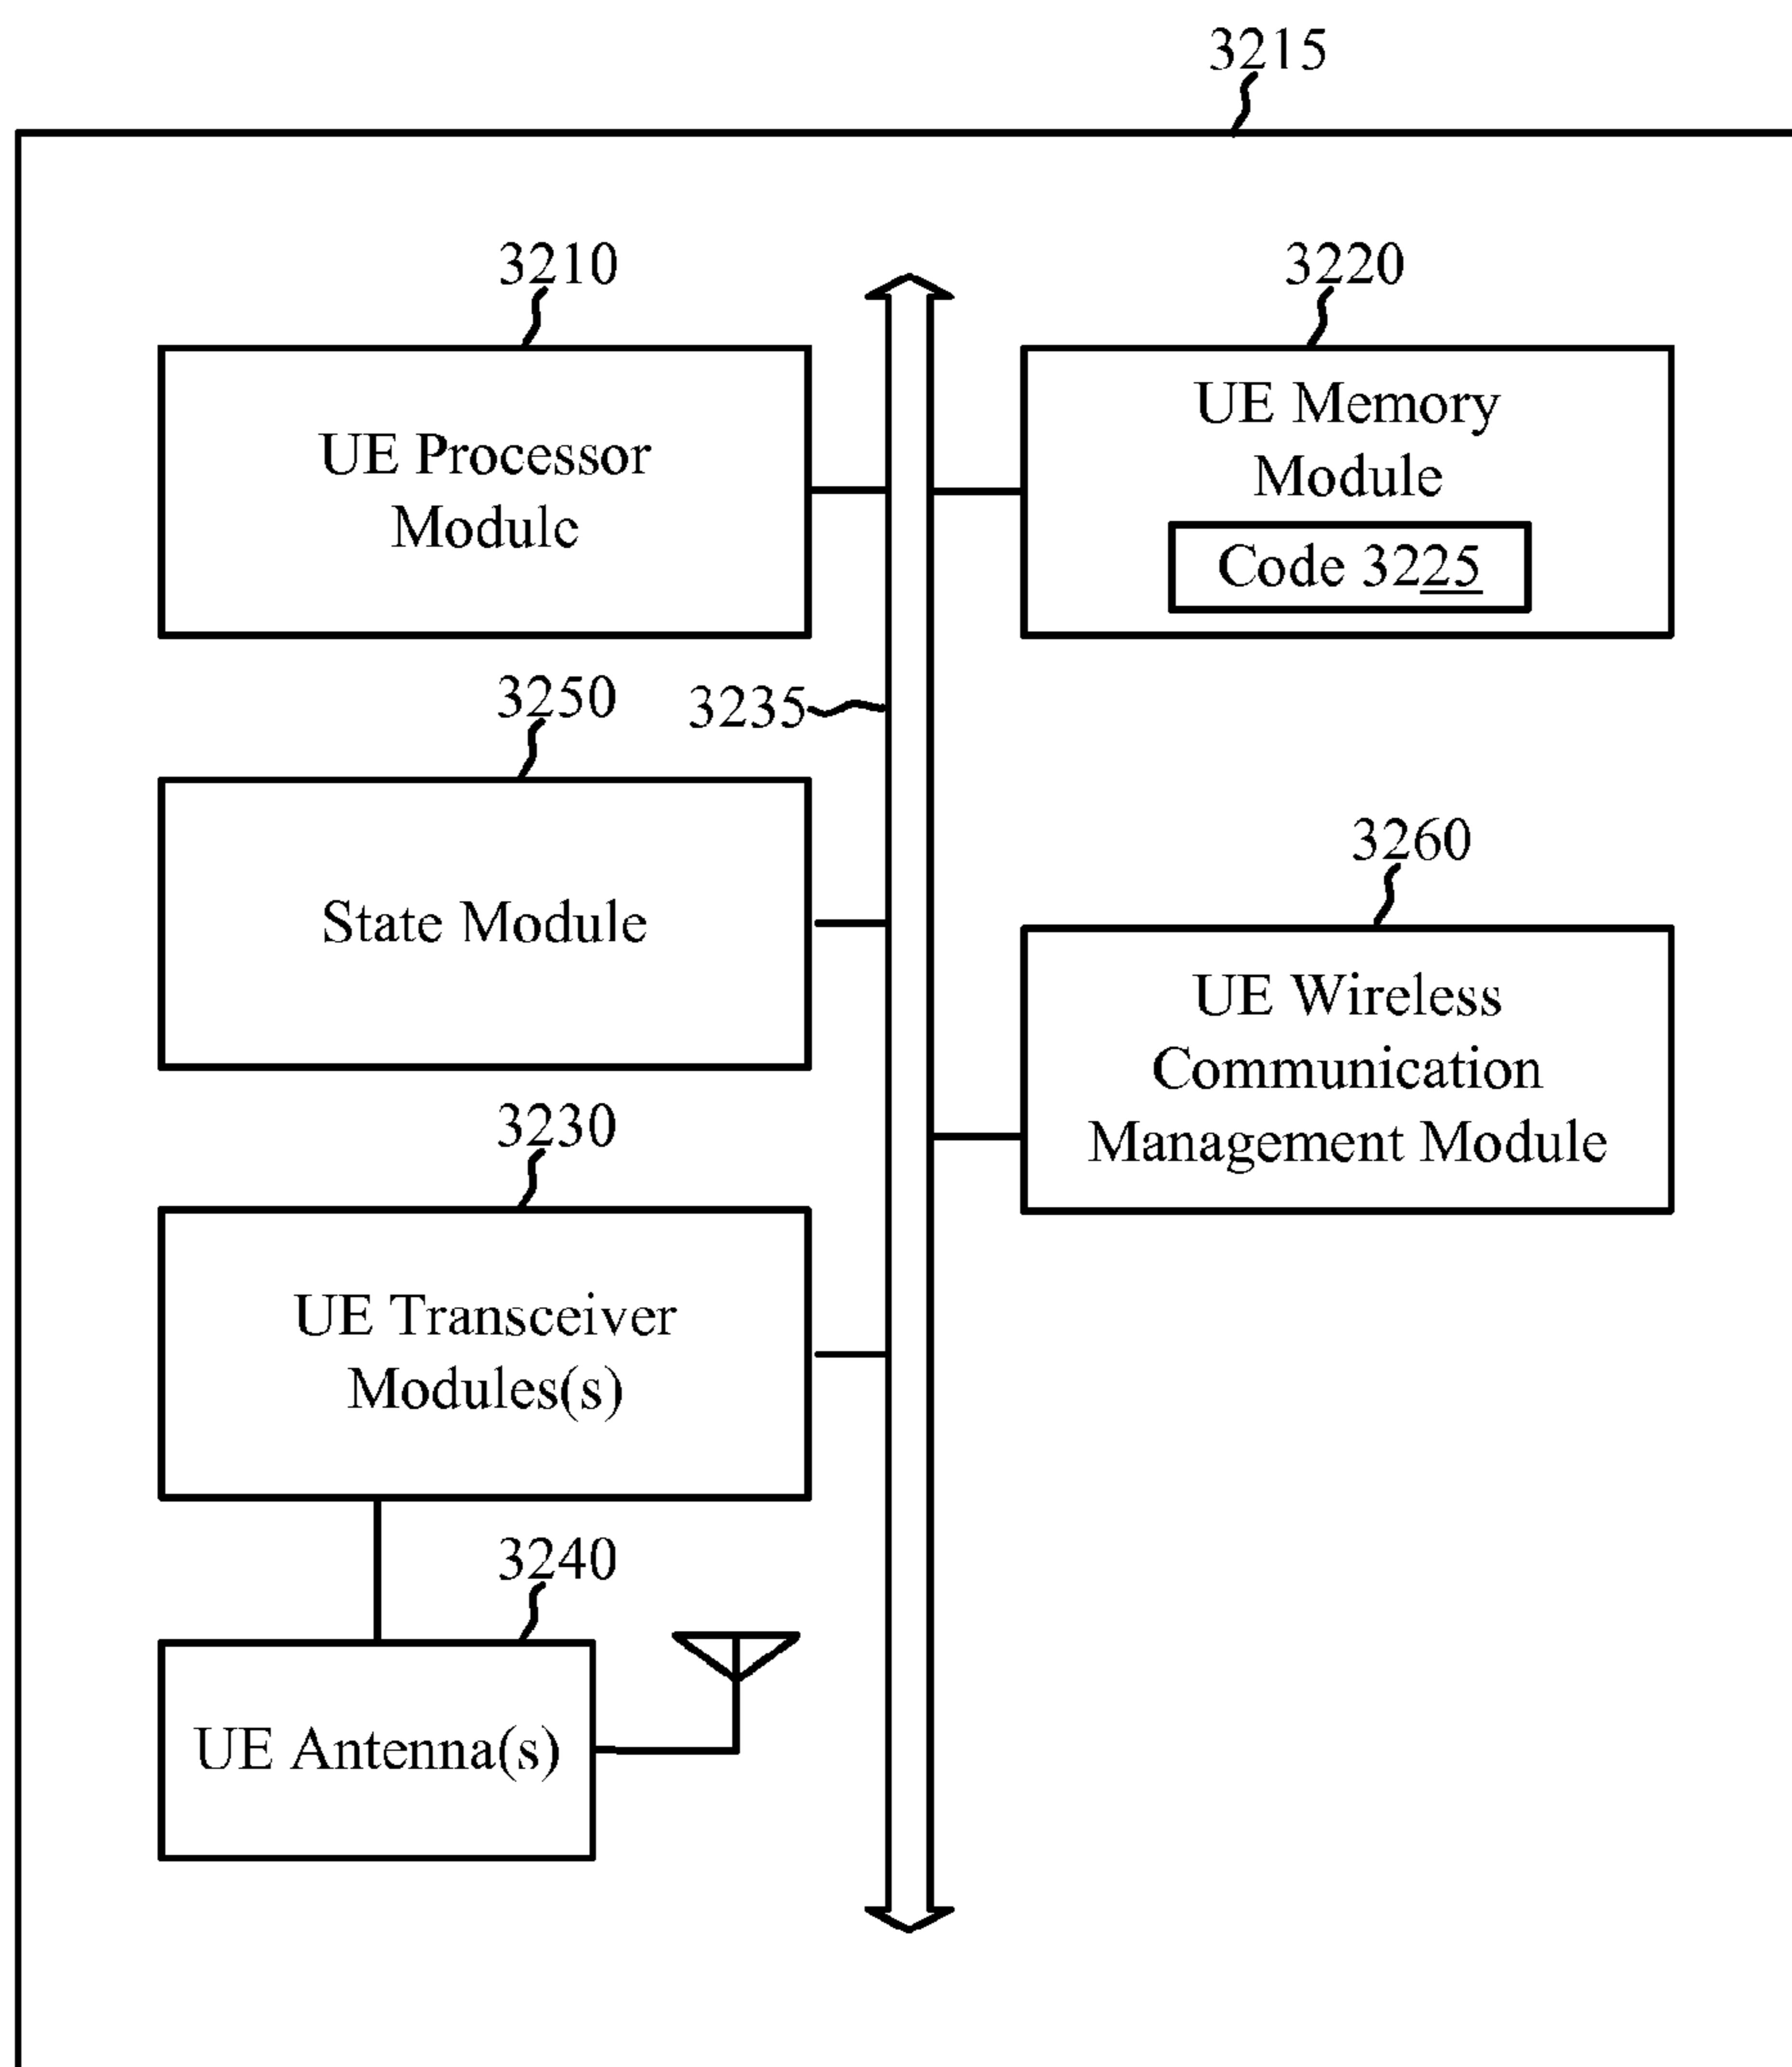 3215
3210
3220
UE Processor
Module
UE Memory
Module
Code 3225
3250
3235
State Module
3260
UE Wireless
Communication
Management Module
3230
UE Transceiver
Modules(s)
3240
UE Antenna(s)